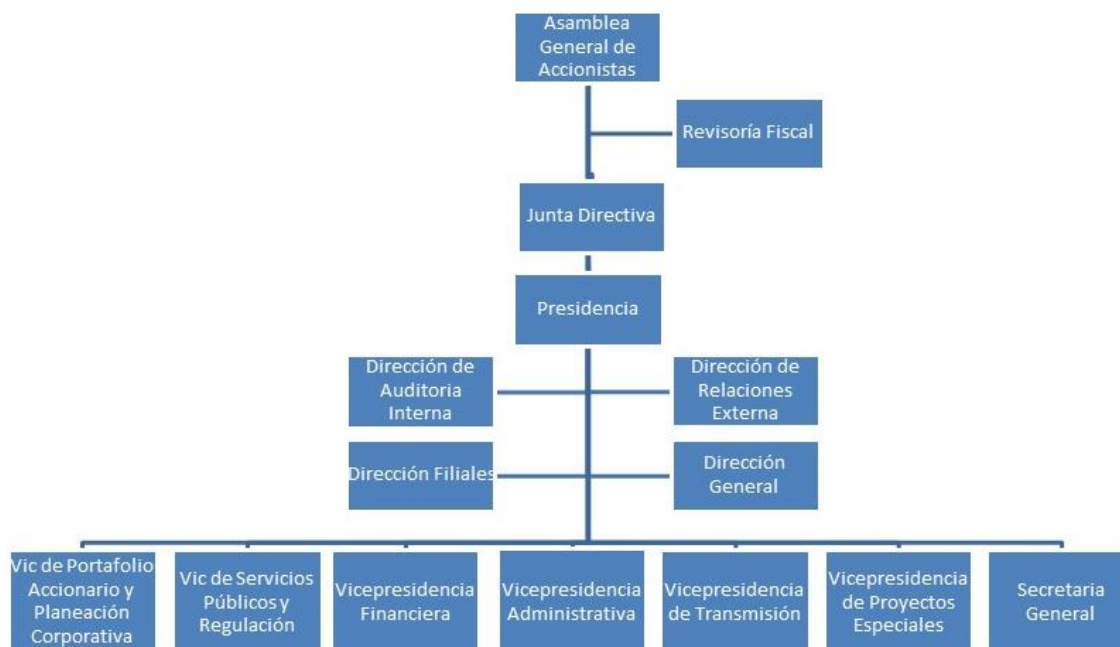 Asamblea
General de
Accionistas
Revisoría Fiscal
Junta Directiva
Presidencia
Dirección de
Auditoria
Interna
Dirección de
Relaciones
Externa
Dirección Filiales
Dirección
General
Vic de Portafolio
Accionario y
Planeación
Corporativa
Vic de Servicios
Públicos y
Regulación
Vicepresidencia
Financiera
Vicepresidencia
Administrativa
Vicepresidencia
de Transmisión
Vicepresidencia
de Proyectos
Especiales
Secretaria
General